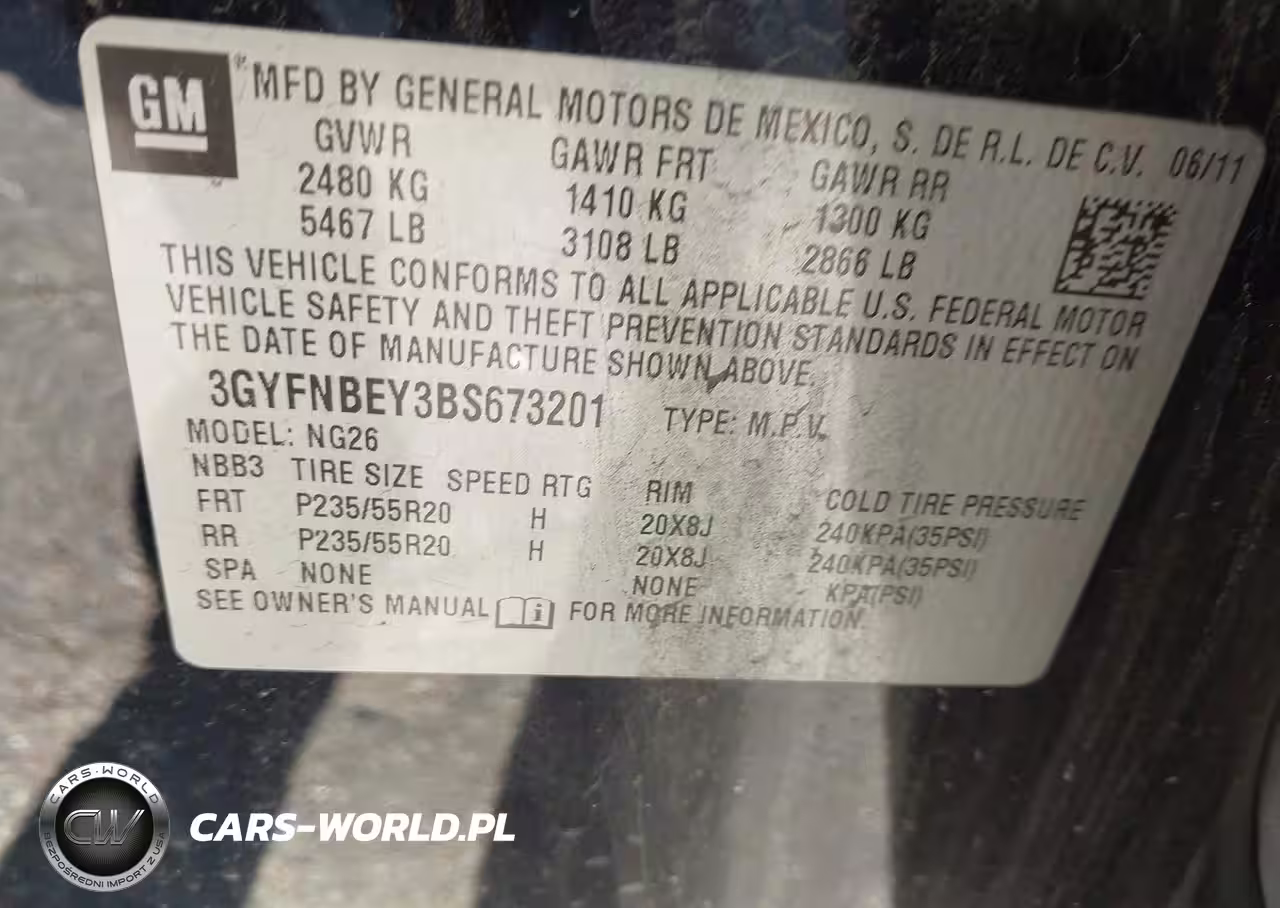 GM ® MFD BY GENERAL MOTORS DE MEXICO, S. DE R.L. DE C.V. 06/11
GVWR GAWR FRT GAWR RR
2480 KG 1410 KG 1300 KG
5467 LB 3108 LB 2866 LB
THIS VEHICLE CONFORMS TO ALL APPLICABLE U.S. FEDERAL MOTOR
VEHICLE SAFETY AND THEFT PREVENTION STANDARDS IN EFFECT ON
THE DATE OF MANUFACTURE SHOWN ABOVE.
3GYFNBEY3BS673201 TYPE: M.P.V.
MODEL: NG26
NBB3 TIRE SIZE SPEED RTG RIM COLD TIRE PRESSURE
FRT P235/55R20 H 20X8J 240KPA(35PSI)
RR P235/55R20 H 20X8J 240KPA(35PSI)
SPA NONE NONE KPA(PSI)
SEE OWNER'S MANUAL i FOR MORE INFORMATION.
CARS-WORLD
CW
BEZPOŚREDNI IMPORT Z USA
CARS-WORLD.PL